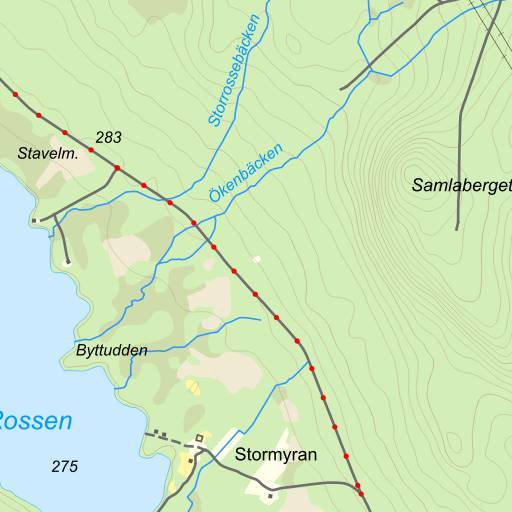 Storrossebäcken
283
Stavelm.
Ökenbäcken
Samlaberget
Byttudden
Rossen
275
Stormyran